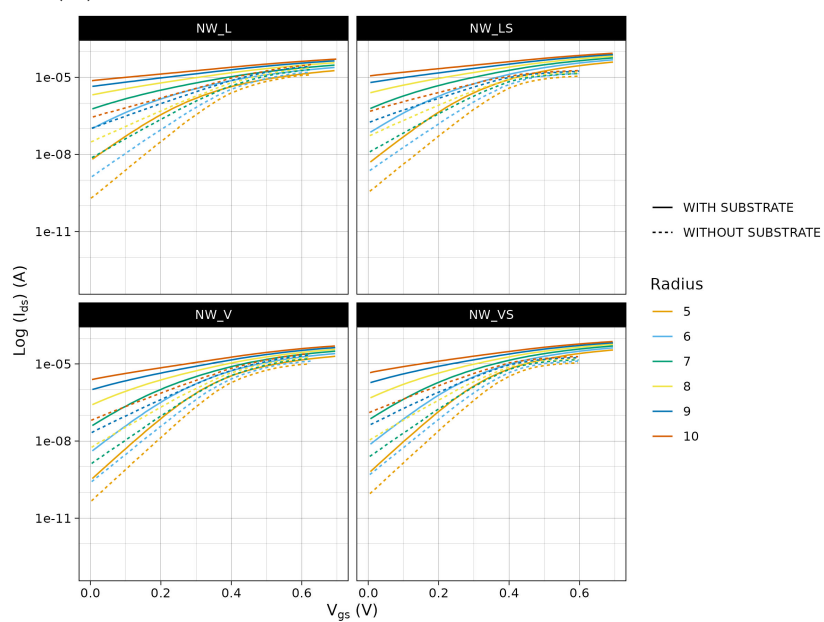 NW_L
NW_LS
1e-05
1e-08
1e-11
NW_V
NW_VS
1e-05
1e-08
1e-11
0.0 0.2 0.4 0.6
0.0 0.2 0.4 0.6
Log (Ids) (A)
Vgs (V)
WITH SUBSTRATE
WITHOUT SUBSTRATE
Radius
5
6
7
8
9
10